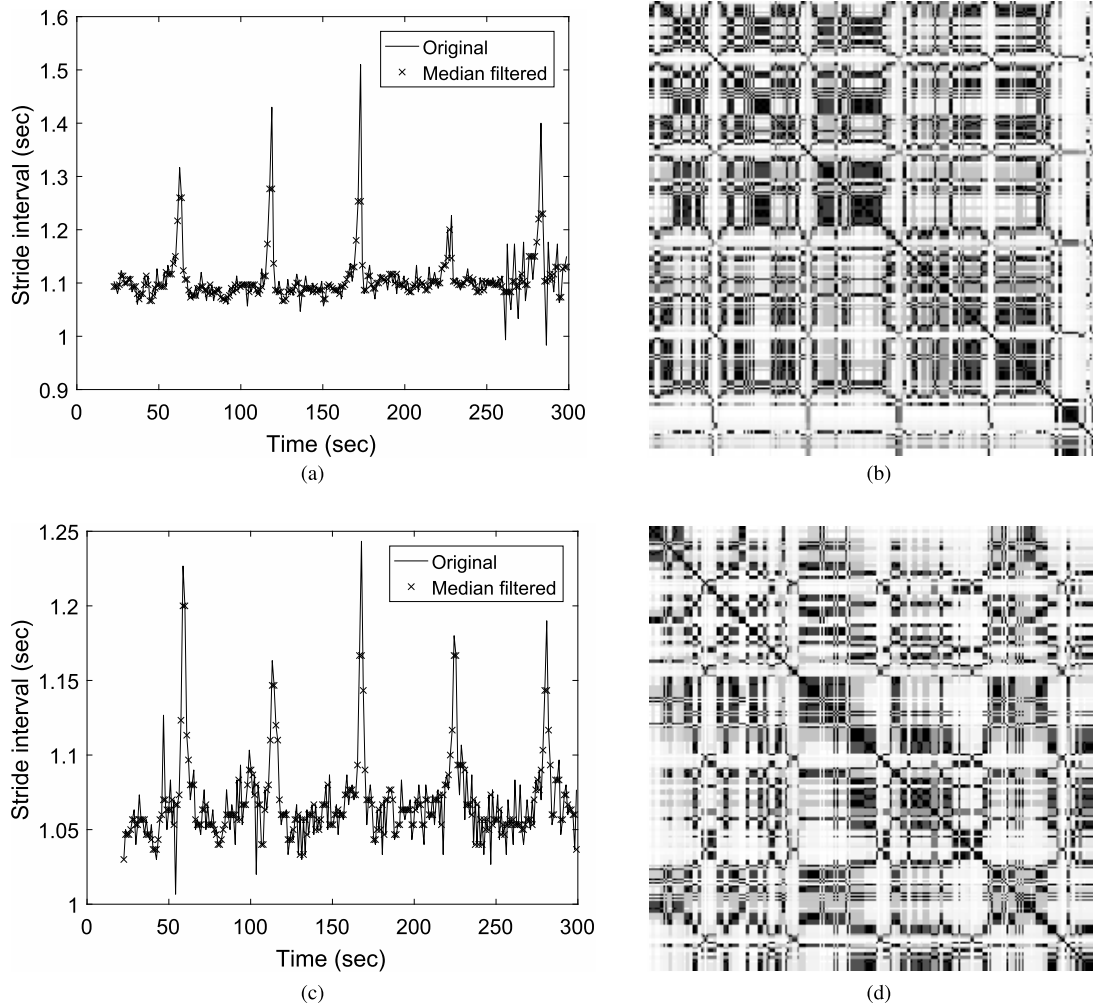 1.6
1.5
1.4
1.3
1.2
1.1
1
0.9
Stride interval (sec)
Original
Median filtered
0 50 100 150 200 250 300
Time (sec)
(a)
(b)
1.25
1.2
1.15
1.1
1.05
1
Stride interval (sec)
Original
Median filtered
0 50 100 150 200 250 300
Time (sec)
(c)
(d)